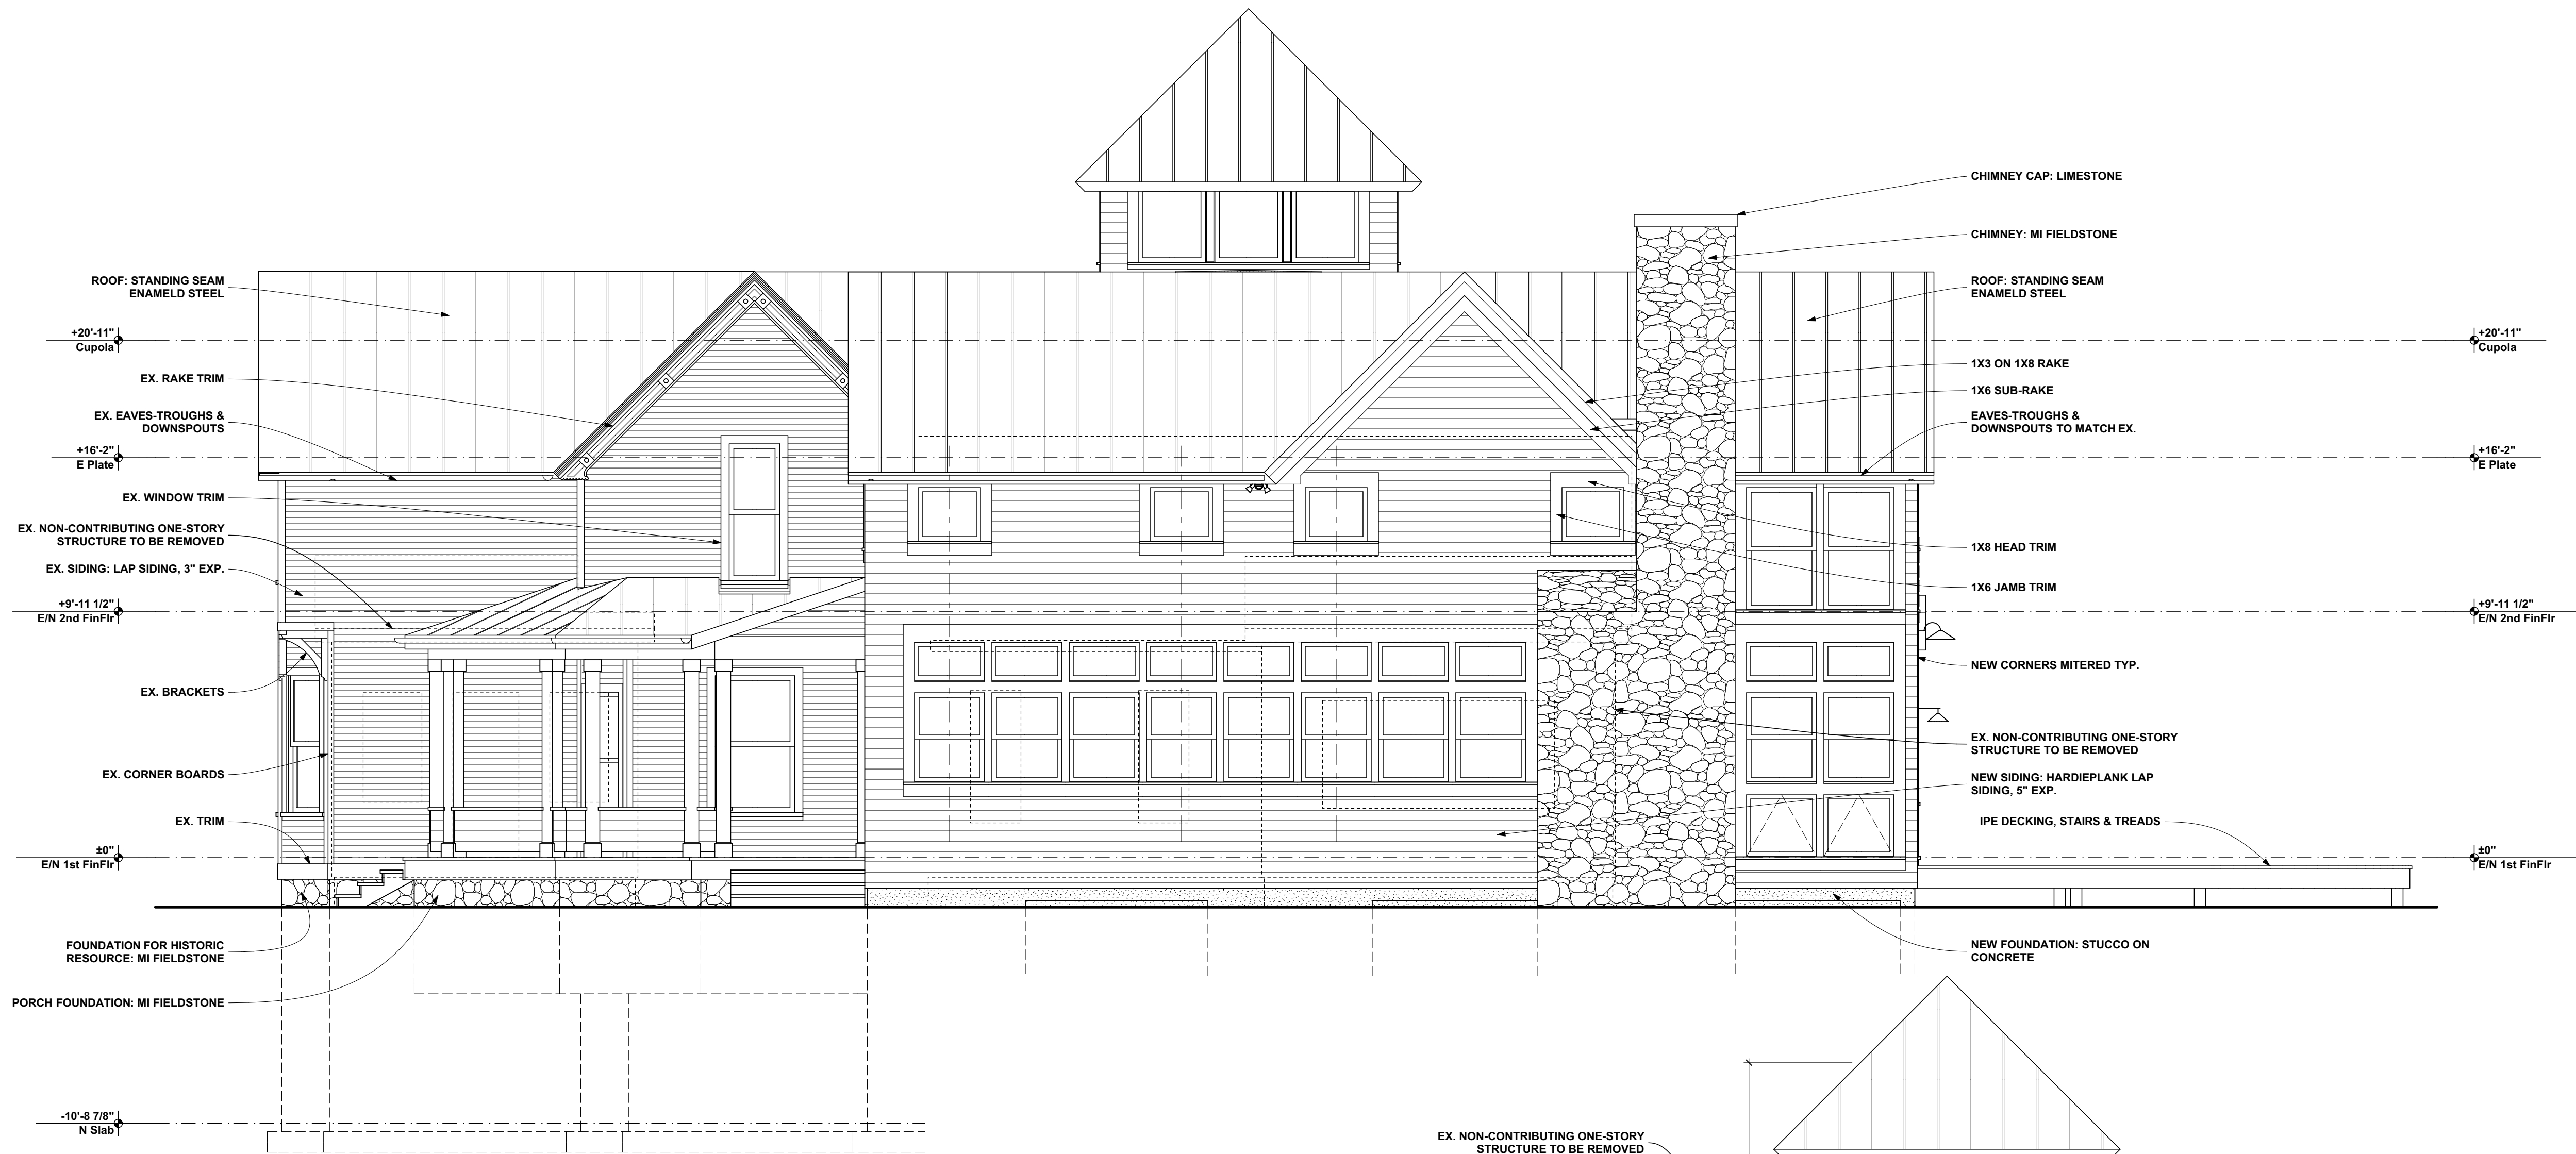 CHIMNEY CAP: LIMESTONE
CHIMNEY: MI FIELDSTONE
ROOF: STANDING SEAM
ENAMELD STEEL
ROOF: STANDING SEAM
ENAMELD STEEL
+20'-11"
Cupola
+20'-11"
Cupola
1X3 ON 1X8 RAKE
EX. RAKE TRIM
1X6 SUB-RAKE
EX. EAVES-TROUGHS &
DOWNSPOUTS
EAVES-TROUGHS &
DOWNSPOUTS TO MATCH EX.
+16'-2"
E Plate
+16'-2"
E Plate
EX. WINDOW TRIM
EX. NON-CONTRIBUTING ONE-STORY
STRUCTURE TO BE REMOVED
1X8 HEAD TRIM
EX. SIDING: LAP SIDING, 3" EXP.
1X6 JAMB TRIM
+9'-11 1/2"
E/N 2nd FinFlr
+9'-11 1/2"
E/N 2nd FinFlr
NEW CORNERS MITERED TYP.
EX. BRACKETS
EX. NON-CONTRIBUTING ONE-STORY
STRUCTURE TO BE REMOVED
EX. CORNER BOARDS
NEW SIDING: HARDIEPLANK LAP
SIDING, 5" EXP.
EX. TRIM
IPE DECKING, STAIRS & TREADS
±0"
E/N 1st FinFlr
±0"
E/N 1st FinFlr
FOUNDATION FOR HISTORIC
RESOURCE: MI FIELDSTONE
NEW FOUNDATION: STUCCO ON
CONCRETE
PORCH FOUNDATION: MI FIELDSTONE
-10'-8 7/8"
N Slab
EX. NON-CONTRIBUTING ONE-STORY
STRUCTURE TO BE REMOVED